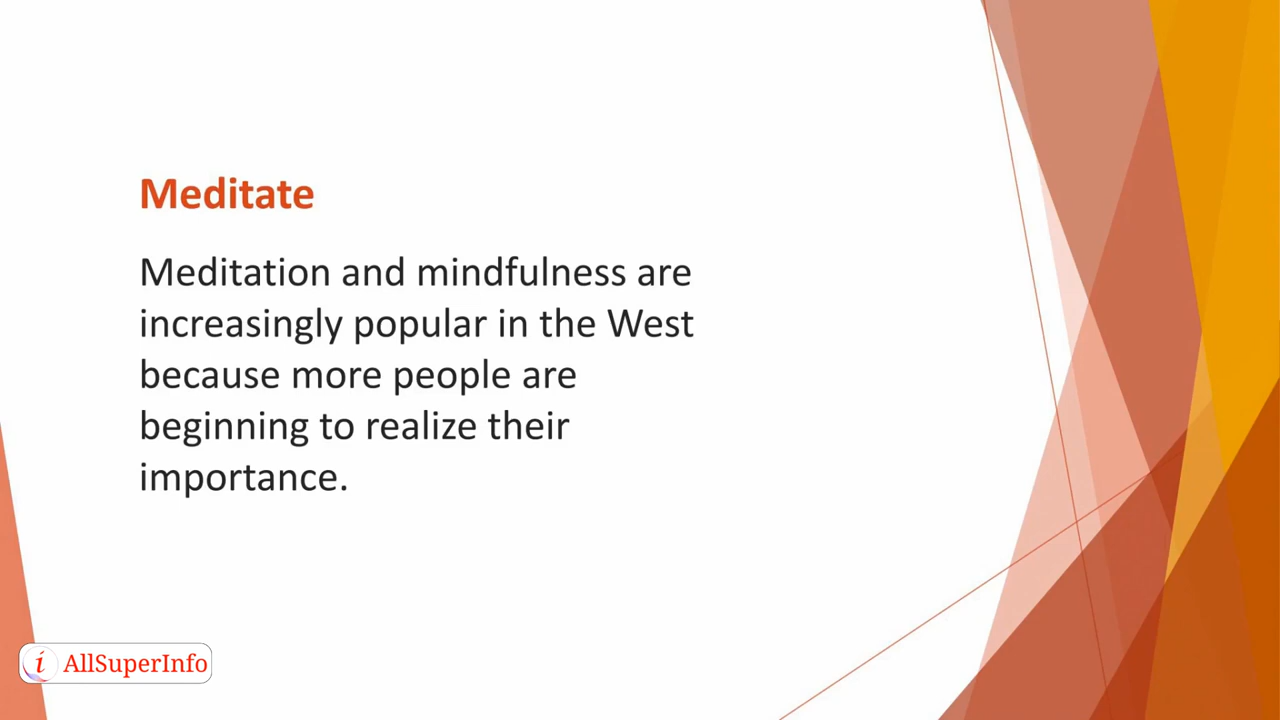 Meditate
Meditation and mindfulness are
increasingly popular in the West
because more people are
beginning to realize their
importance.
i AllSuperInfo